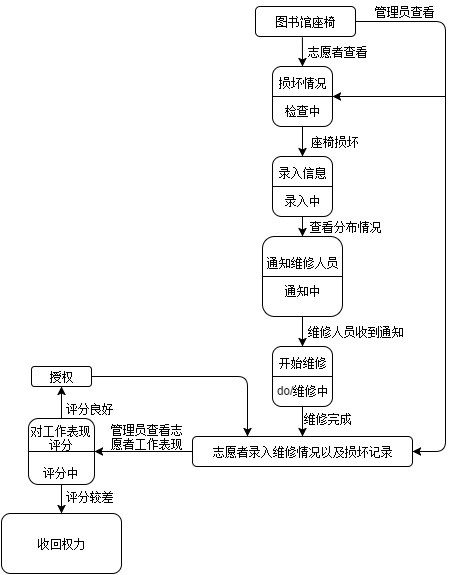 图书馆座椅
管理员查看
志愿者查看
损坏情况
检查中
座椅损坏
录入信息
录入中
查看分布情况
通知维修人员
通知中
维修人员收到通知
开始维修
do/维修中
维修完成
授权
评分良好
对工作表现
评分
评分中
管理员查看志
愿者工作表现
志愿者录入维修情况以及损坏记录
评分较差
收回权力